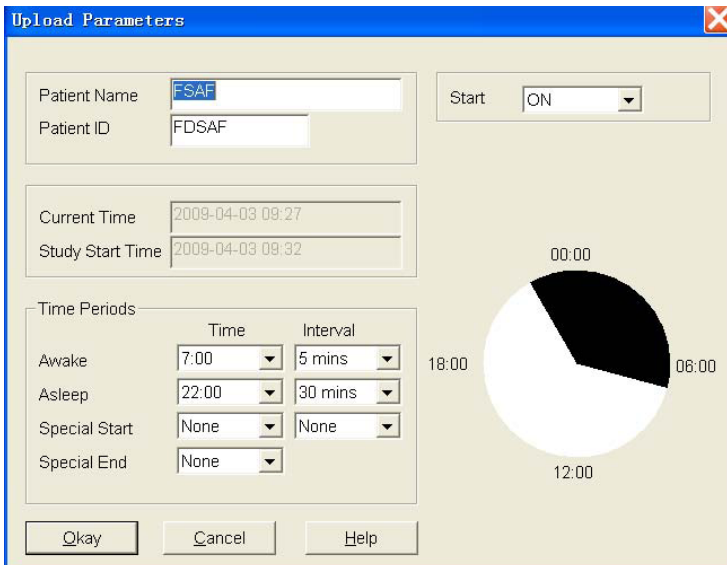 Upload Parameters
Patient Name FSAF
Patient ID FDSAF
Start ON
Current Time 2009-04-03 09:27
Study Start Time 2009-04-03 09:32
Time Periods
Time Interval
Awake 7:00 5 mins
Asleep 22:00 30 mins
Special Start None None
Special End None
00:00
18:00
06:00
12:00
Okay Cancel Help